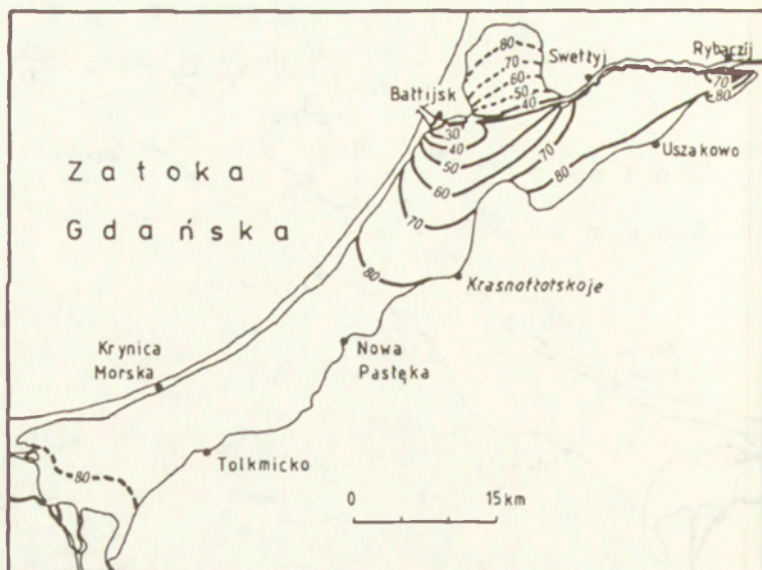 80
70
60
50
40
Swetłyj
Rybaczij
70
80
Bałtijsk
30
40
50
60
70
70
80
Uszakowo
Zatoka
Gdańska
80
Krasnołotskoje
Krynica
Morska
Nowa
Pasłęka
80
Tolkmicko
0 15 km